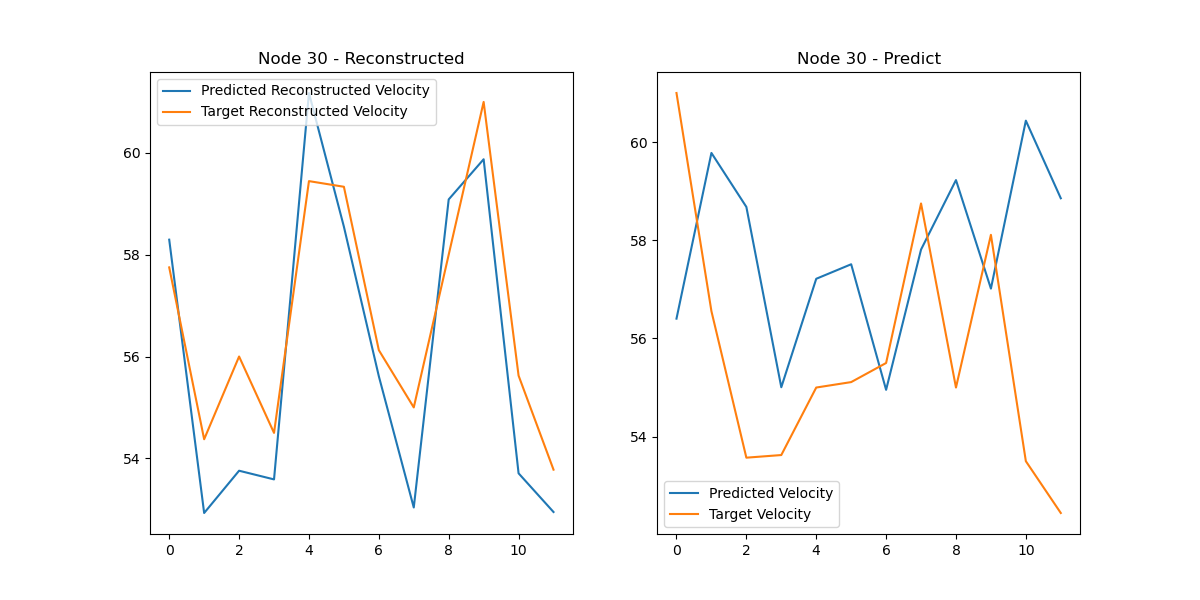 Node 30 - Reconstructed
Predicted Reconstructed Velocity
Target Reconstructed Velocity
60
58
56
54
0 2 4 6 8 10
Node 30 - Predict
60
58
56
54
Predicted Velocity
Target Velocity
0 2 4 6 8 10